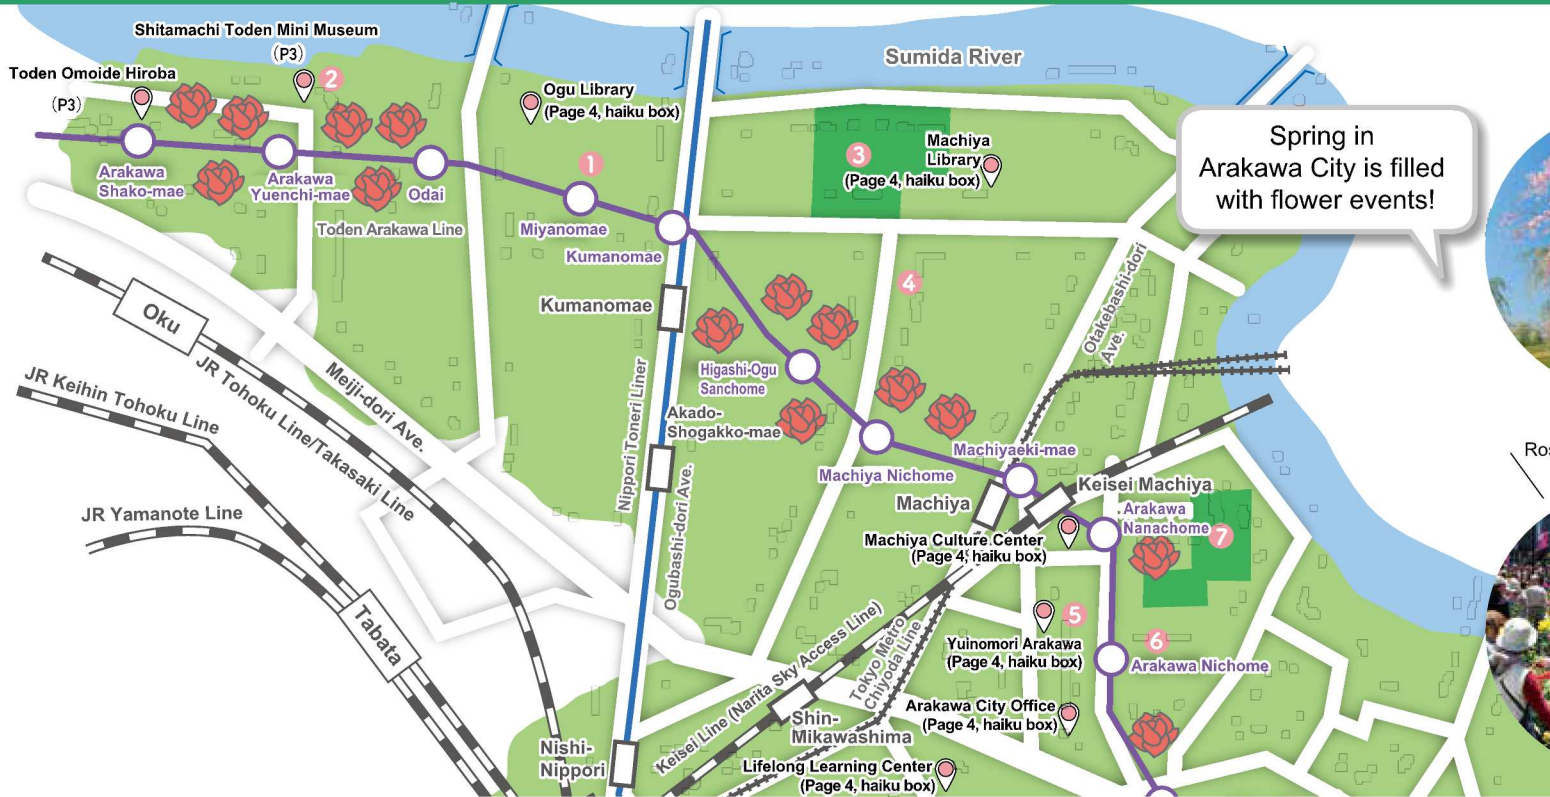 Shitamachi Toden Mini Museum
(P3)
2
Toden Omoide Hiroba
(P3)
Sumida River
Ogu Library
(Page 4, haiku box)
Machiya
Library
3
(Page 4, haiku box)
Spring in
Arakawa City is filled
with flower events!
Arakawa
Shako-mae
Arakawa
Yuenchi-mae
Odai
1
Toden Arakawa Line
Miyanomae
Kumanomae
Kumanomae
4
Otakebashi-dori
Ave.
Oku
JR Tohoku Line/Takasaki Line
JR Keihin Tohoku Line
Meiji-dori Ave.
Nippori Toneri Liner
Higashi-Ogu
Sanchome
Akado-
Shogakko-mae
Machiyaeki-mae
Machiya Nichome
Machiya
Keisei Machiya
Ros
JR Yamanote Line
Ogubashi-dori Ave.
Arakawa
Nanachome
7
Machiya Culture Center
(Page 4, haiku box)
5
Yuinomori Arakawa
(Page 4, haiku box)
6
Arakawa Nichome
Tabata
Keisei Line (Narita Sky Access Line)
Tokyo Metro
Chiyoda Line
Arakawa City Office
(Page 4, haiku box)
Shin-
Mikawashima
Nishi-
Nippori
Lifelong Learning Center
(Page 4, haiku box)